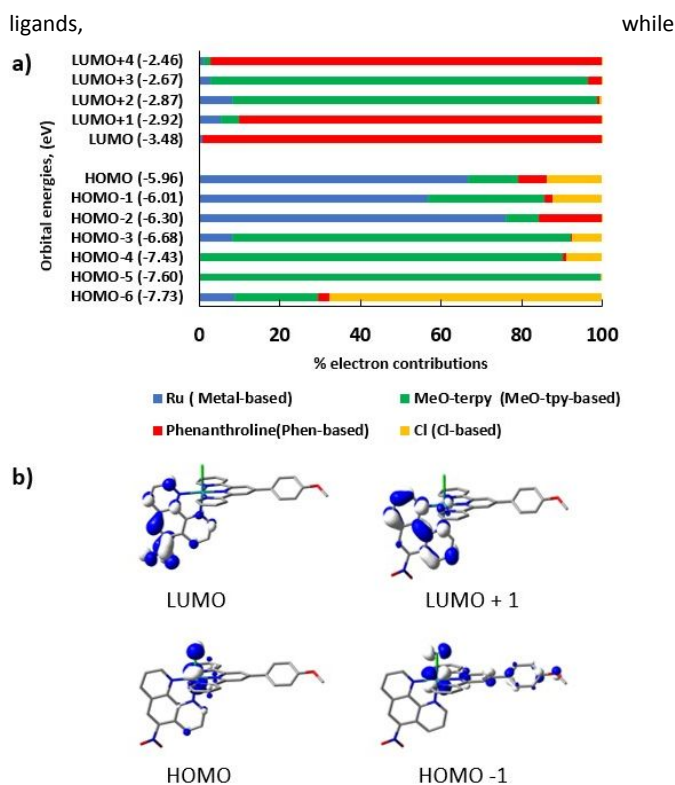 ligands, while
a)
LUMO+4 (-2.46)
LUMO+3 (-2.67)
LUMO+2 (-2.87)
LUMO+1 (-2.92)
LUMO (-3.48)
HOMO (-5.96)
HOMO-1 (-6.01)
HOMO-2 (-6.30)
HOMO-3 (-6.68)
HOMO-4 (-7.43)
HOMO-5 (-7.60)
HOMO-6 (-7.73)
Orbital energies, (eV)
0 20 40 60 80 100
% electron contributions
Ru ( Metal-based) MeO-terpy (MeO-tpy-based)
Phenanthroline(Phen-based) Cl (Cl-based)
b)
LUMO LUMO + 1
HOMO HOMO -1